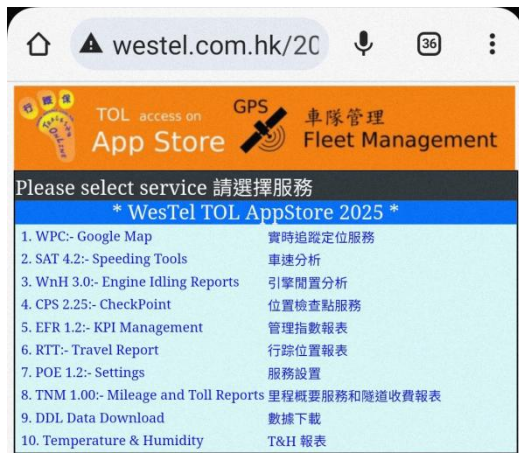 westel.com.hk/20
36
行蹤保
TrackSon OnLine
TOL access on
App Store
GPS
車隊管理
Fleet Management
Please select service 請選擇服務
* WesTel TOL AppStore 2025 *
1. WPC:- Google Map 實時追蹤定位服務
2. SAT 4.2:- Speeding Tools 車速分析
3. WnH 3.0:- Engine Idling Reports 引擎閒置分析
4. CPS 2.25:- CheckPoint 位置檢查點服務
5. EFR 1.2:- KPI Management 管理指數報表
6. RTT:- Travel Report 行踪位置報表
7. POE 1.2:- Settings 服務設置
8. TNM 1.00:- Mileage and Toll Reports 里程概要服務和隧道收費報表
9. DDL Data Download 數據下載
10. Temperature & Humidity T&H 報表